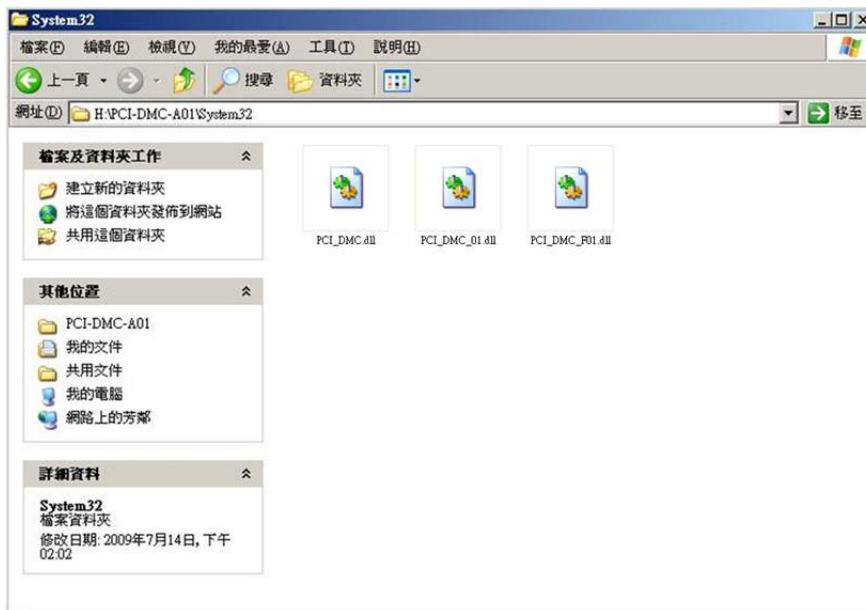 System32
檔案(F) 編輯(E) 檢視(V) 我的最愛(A) 工具(T) 說明(H)
上一頁 搜尋 資料夾
網址(D) H:\PCI-DMC-A01\System32 移至
檔案及資料夾工作
建立新的資料夾
將這個資料夾發佈到網站
共用這個資料夾
PCI_DMC.dll PCI_DMC_01.dll PCI_DMC_F01.dll
其他位置
PCI-DMC-A01
我的文件
共用文件
我的電腦
網路上的芳鄰
詳細資料
System32
檔案資料夾
修改日期: 2009年7月14日, 下午
02:02